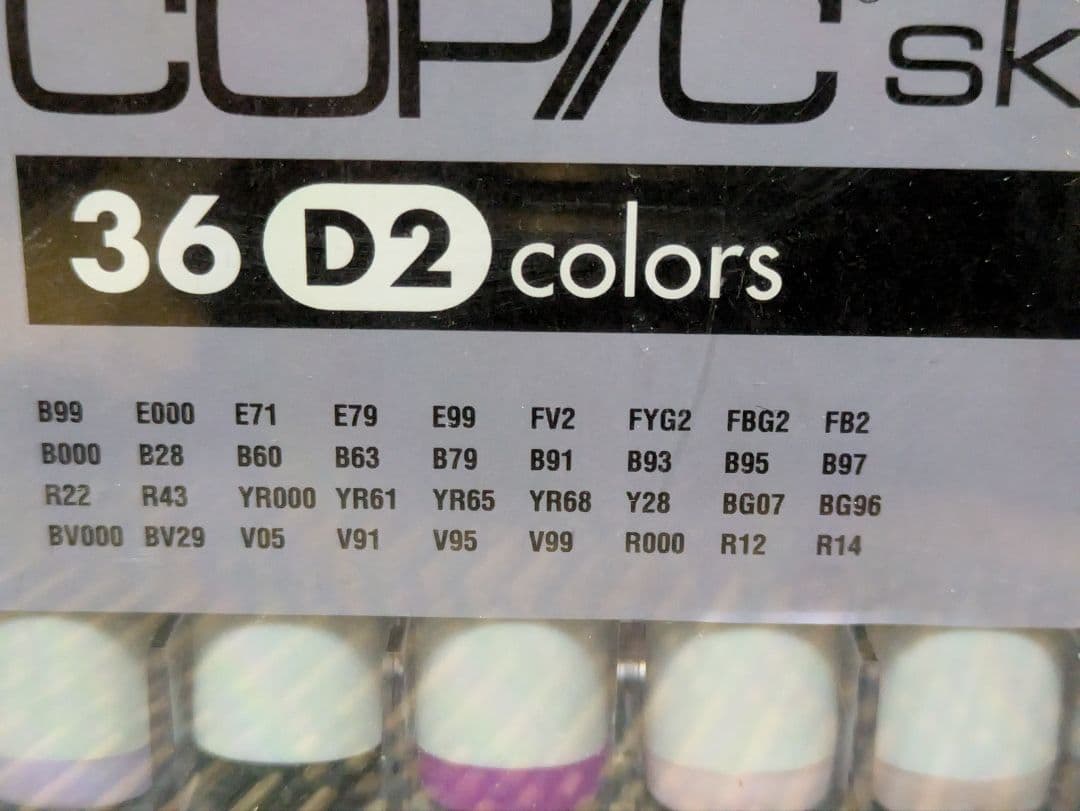 COPIC sk
36 D2 colors
B99 E000 E71 E79 E99 FV2 FYG2 FBG2 FB2
B000 B28 B60 B63 B79 B91 B93 B95 B97
R22 R43 YR000 YR61 YR65 YR68 Y28 BG07 BG96
BV000 BV29 V05 V91 V95 V99 R000 R12 R14